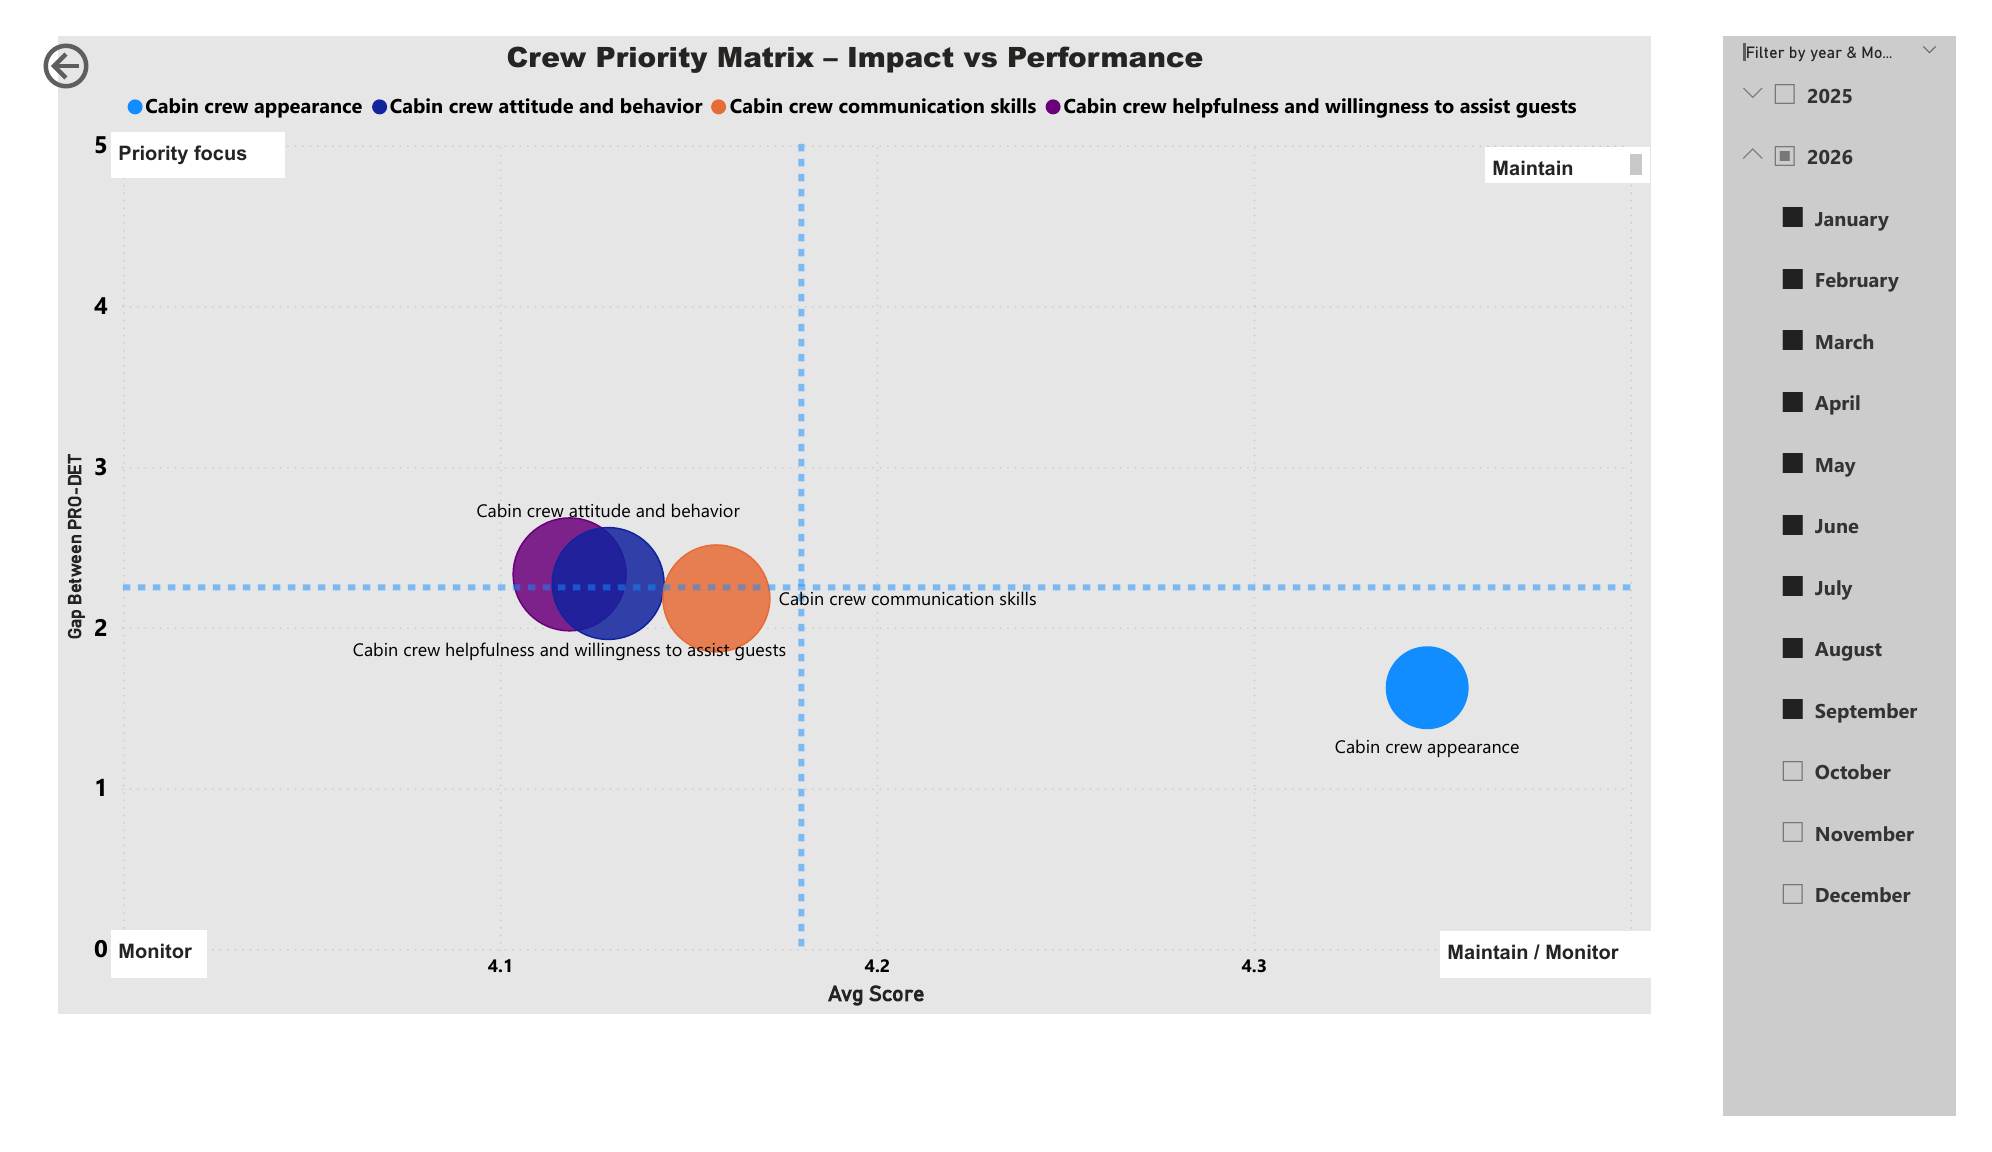 Crew Priority Matrix – Impact vs Performance
Cabin crew appearance
Cabin crew attitude and behavior
Cabin crew communication skills
Cabin crew helpfulness and willingness to assist guests
Priority focus
Maintain
5
4
3
2
1
0
Gap Between PRO-DET
Cabin crew attitude and behavior
Cabin crew communication skills
Cabin crew helpfulness and willingness to assist guests
Cabin crew appearance
Monitor
Maintain / Monitor
4.1
4.2
4.3
Avg Score
Filter by year & Mo...
2025
2026
January
February
March
April
May
June
July
August
September
October
November
December